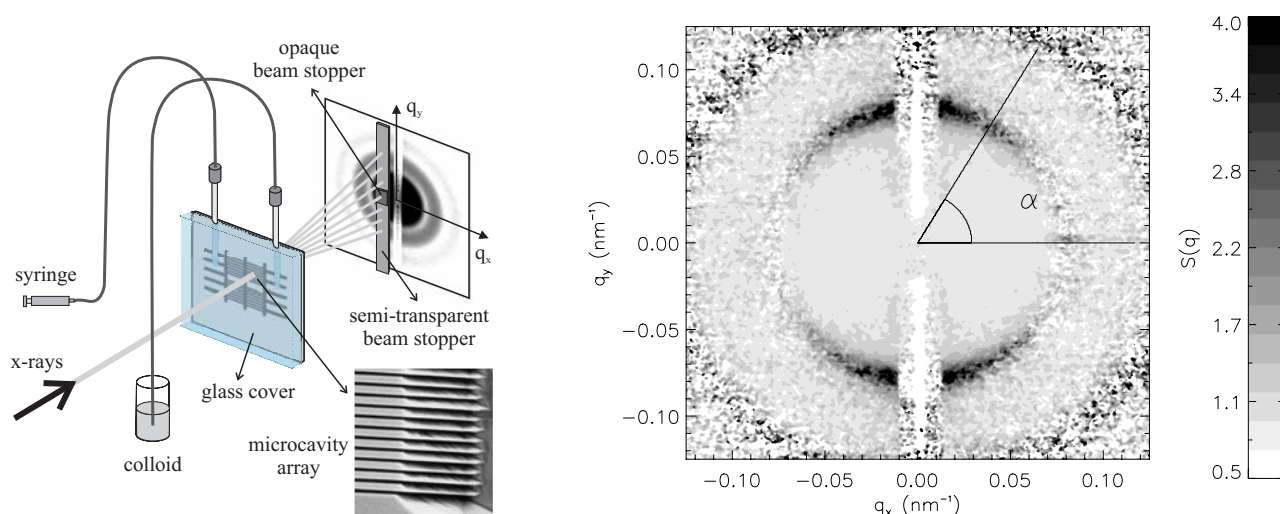 opaque
beam stopper
q_y
q_x
syringe
semi-transparent
beam stopper
x-rays
glass cover
microcavity
array
colloid
q_y (nm⁻¹)
0.10
0.05
0.00
−0.05
−0.10
α
−0.10
−0.05
0.00
0.05
0.10
q_x (nm⁻¹)
S(q)
4.0
3.4
2.8
2.2
1.7
1.1
0.5